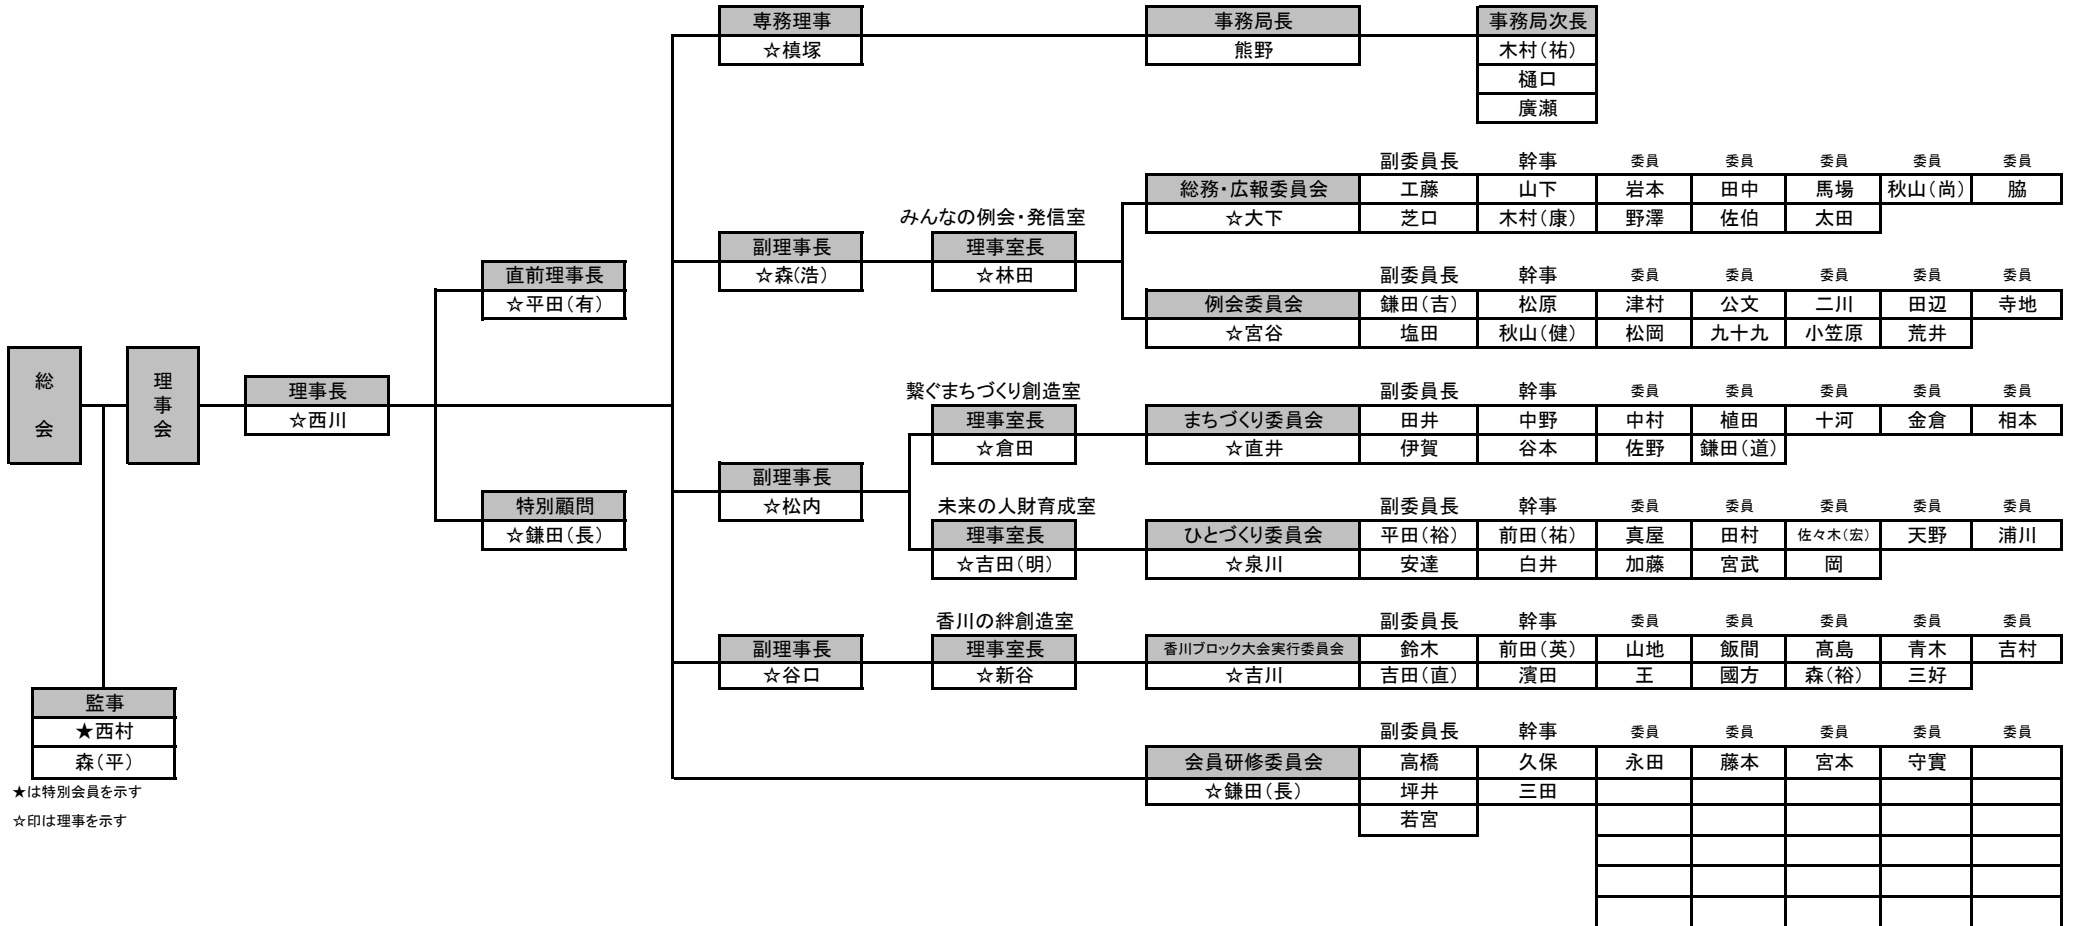 専務理事 事務局長 事務局次長
☆槙塚 熊野 木村（祐）
樋口
廣瀬
副委員長 幹事 委員 委員 委員 委員 委員
総務・広報委員会 工藤 山下 岩本 田中 馬場 秋山（尚） 脇
みんなの例会・発信室 ☆大下 芝口 木村（康） 野澤 佐伯 太田
副理事長 理事室長
直前理事長 ☆森(浩) ☆林田 副委員長 幹事 委員 委員 委員 委員 委員
☆平田（有） 例会委員会 鎌田（吉） 松原 津村 公文 二川 田辺 寺地
☆宮谷 塩田 秋山（健） 松岡 九十九 小笠原 荒井
総会 理事会 理事長 繋ぐまちづくり創造室 副委員長 幹事 委員 委員 委員 委員 委員
☆西川 理事室長 まちづくり委員会 田井 中野 中村 植田 十河 金倉 相本
☆倉田 ☆直井 伊賀 谷本 佐野 鎌田（道）
副理事長
特別顧問 ☆松内 未来の人財育成室 副委員長 幹事 委員 委員 委員 委員 委員
☆鎌田（長） 理事室長 ひとづくり委員会 平田（裕） 前田（祐） 真屋 田村 佐々木（宏） 天野 浦川
☆吉田（明） ☆泉川 安達 白井 加藤 宮武 岡
香川の絆創造室 副委員長 幹事 委員 委員 委員 委員 委員
副理事長 理事室長 香川ブロック大会実行委員会 鈴木 前田（英） 山地 飯間 髙島 青木 吉村
☆谷口 ☆新谷 ☆吉川 吉田（直） 濱田 王 國方 森（裕） 三好
監事
★西村 副委員長 幹事 委員 委員 委員 委員 委員
森（平） 会員研修委員会 高橋 久保 永田 藤本 宮本 守實
★は特別会員を示す ☆鎌田（長） 坪井 三田
☆印は理事を示す 若宮